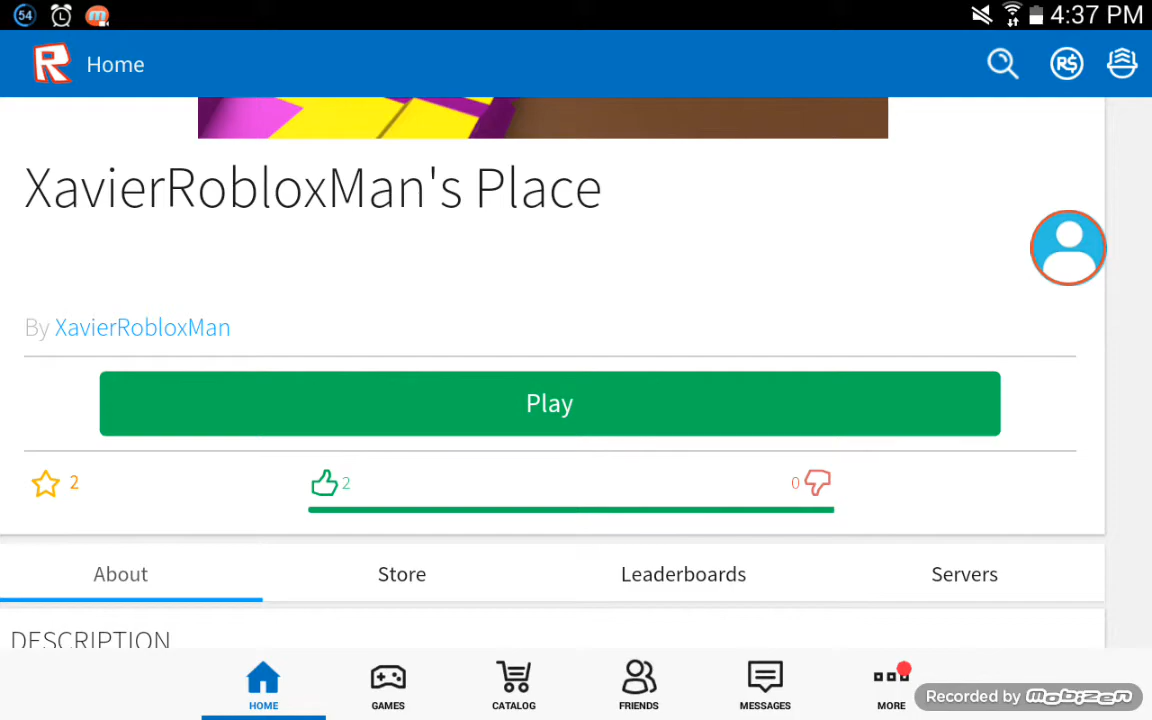 54
4:37 PM
R Home R$
XavierRobloxMan's Place
By XavierRobloxMan
Play
2 2 0
About Store Leaderboards Servers
DESCRIPTION
HOME GAMES CATALOG FRIENDS MESSAGES MORE
Recorded by mobizen